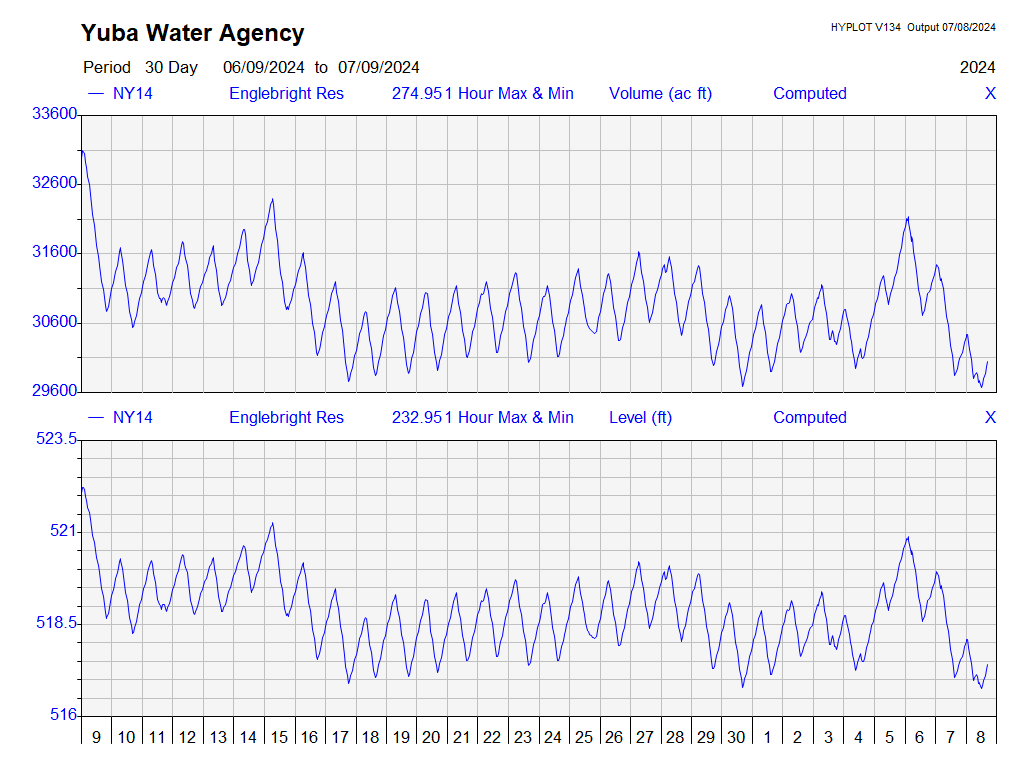 Yuba Water Agency
HYPLOT V134 Output 07/08/2024
Period 30 Day 06/09/2024 to 07/09/2024 2024
NY14 Englebright Res 274.951 Hour Max & Min Volume (ac ft) Computed X
33600
32600
31600
30600
29600
NY14 Englebright Res 232.951 Hour Max & Min Level (ft) Computed X
523.5
521
518.5
516
9 10 11 12 13 14 15 16 17 18 19 20 21 22 23 24 25 26 27 28 29 30 1 2 3 4 5 6 7 8